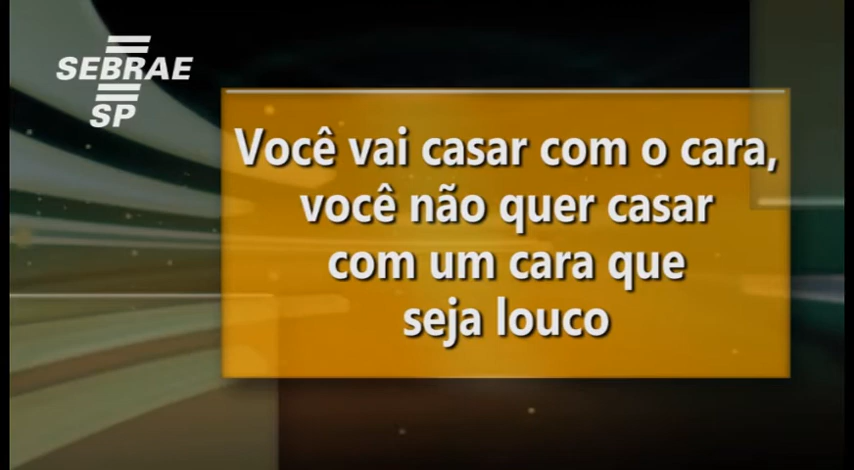 SEBRAE
SP
Você vai casar com o cara,
você não quer casar
com um cara que
seja louco